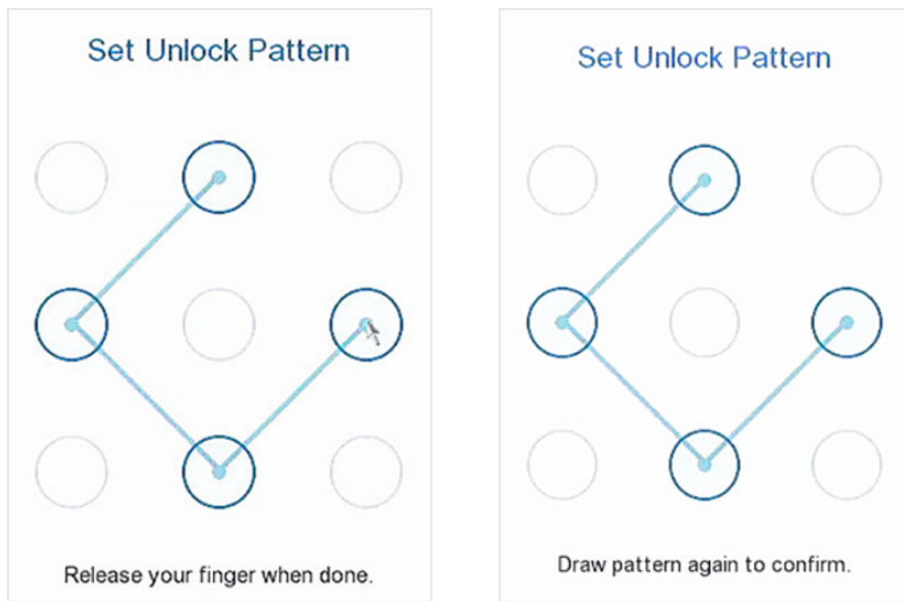 Set Unlock Pattern
Release your finger when done.
Set Unlock Pattern
Draw pattern again to confirm.